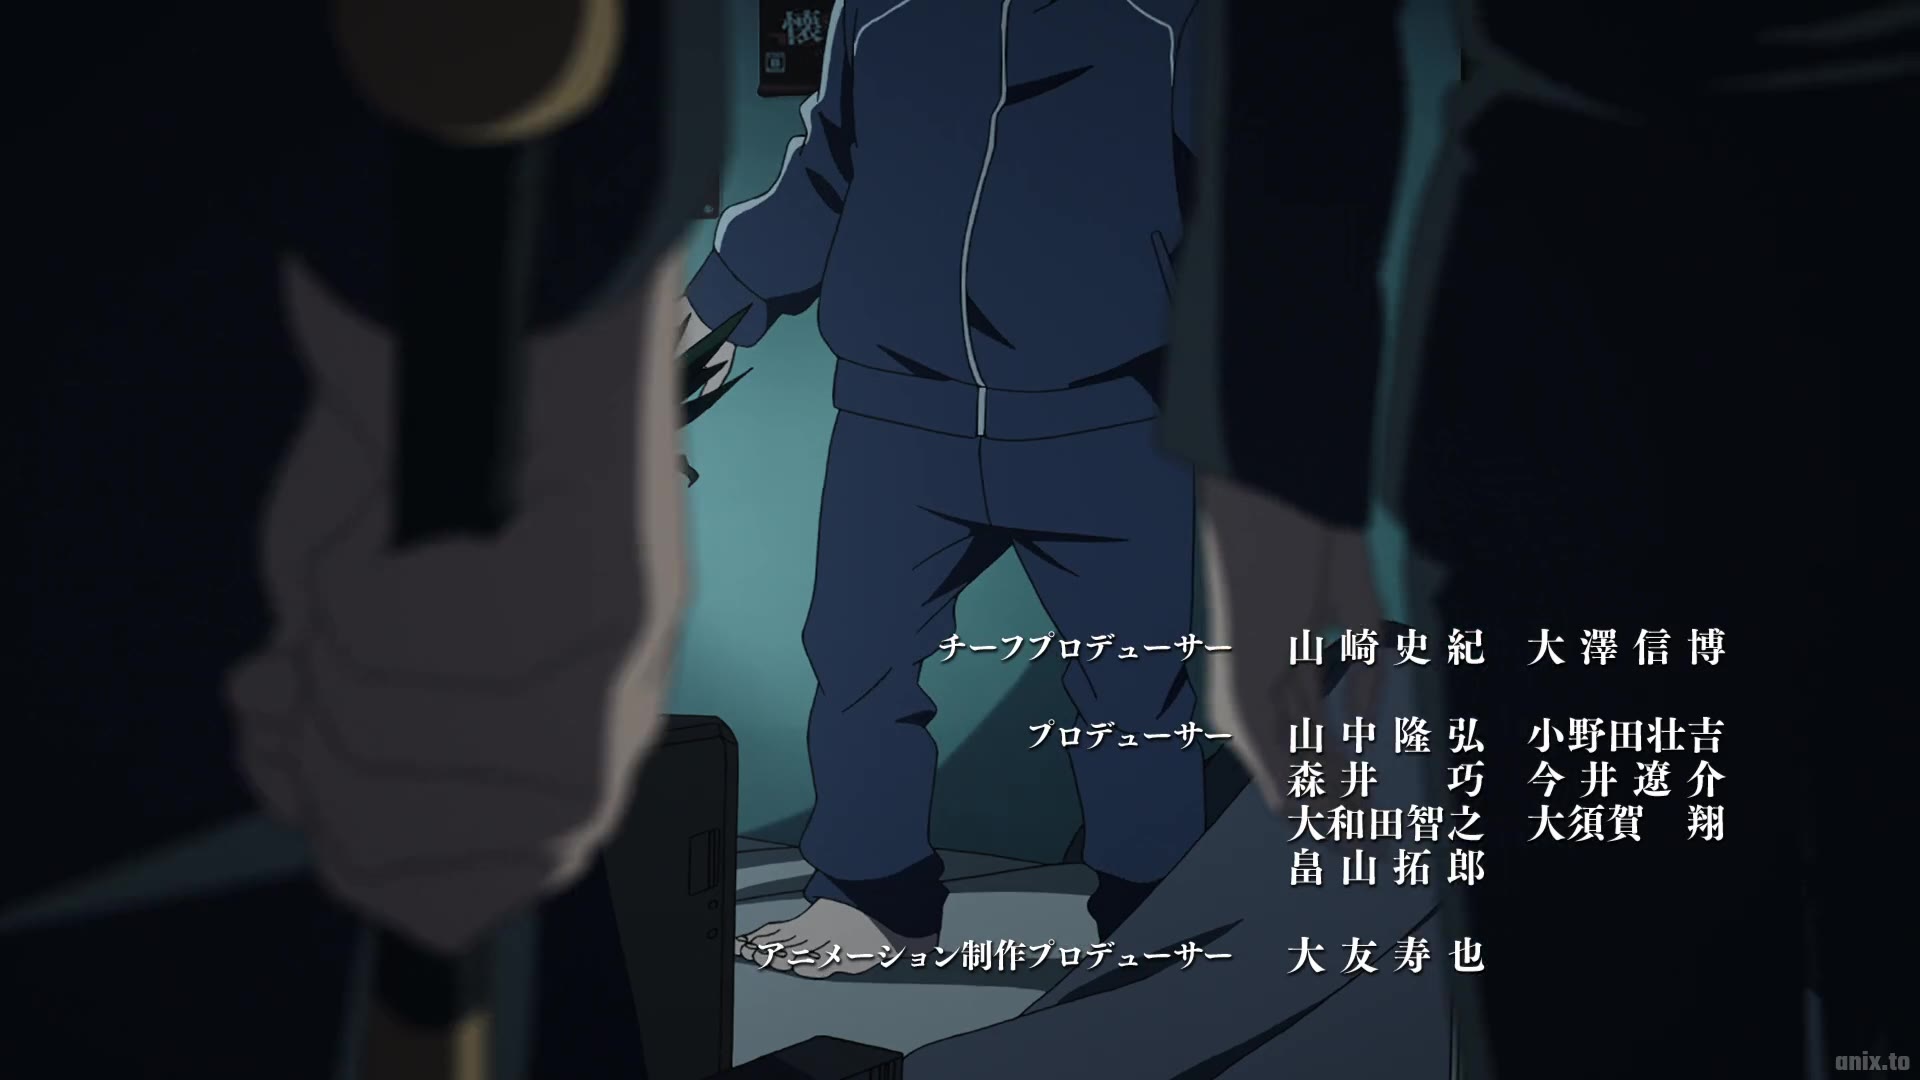 懐
チーフプロデューサー 山崎史紀 大澤信博
プロデューサー 山中隆弘 小野田壮吉
森井 巧 今井遼介
大和田智之 大須賀 翔
畠山拓郎
アニメーション制作プロデューサー 大友寿也
anix.to